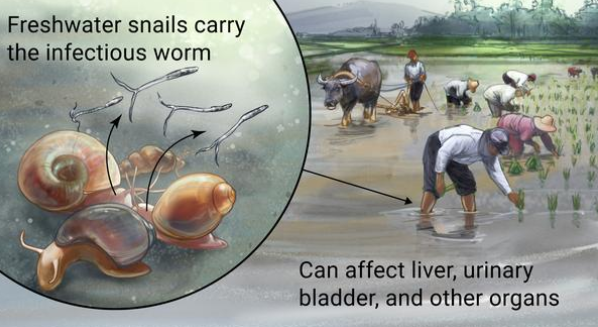 Freshwater snails carry
the infectious worm
Can affect liver, urinary
bladder, and other organs